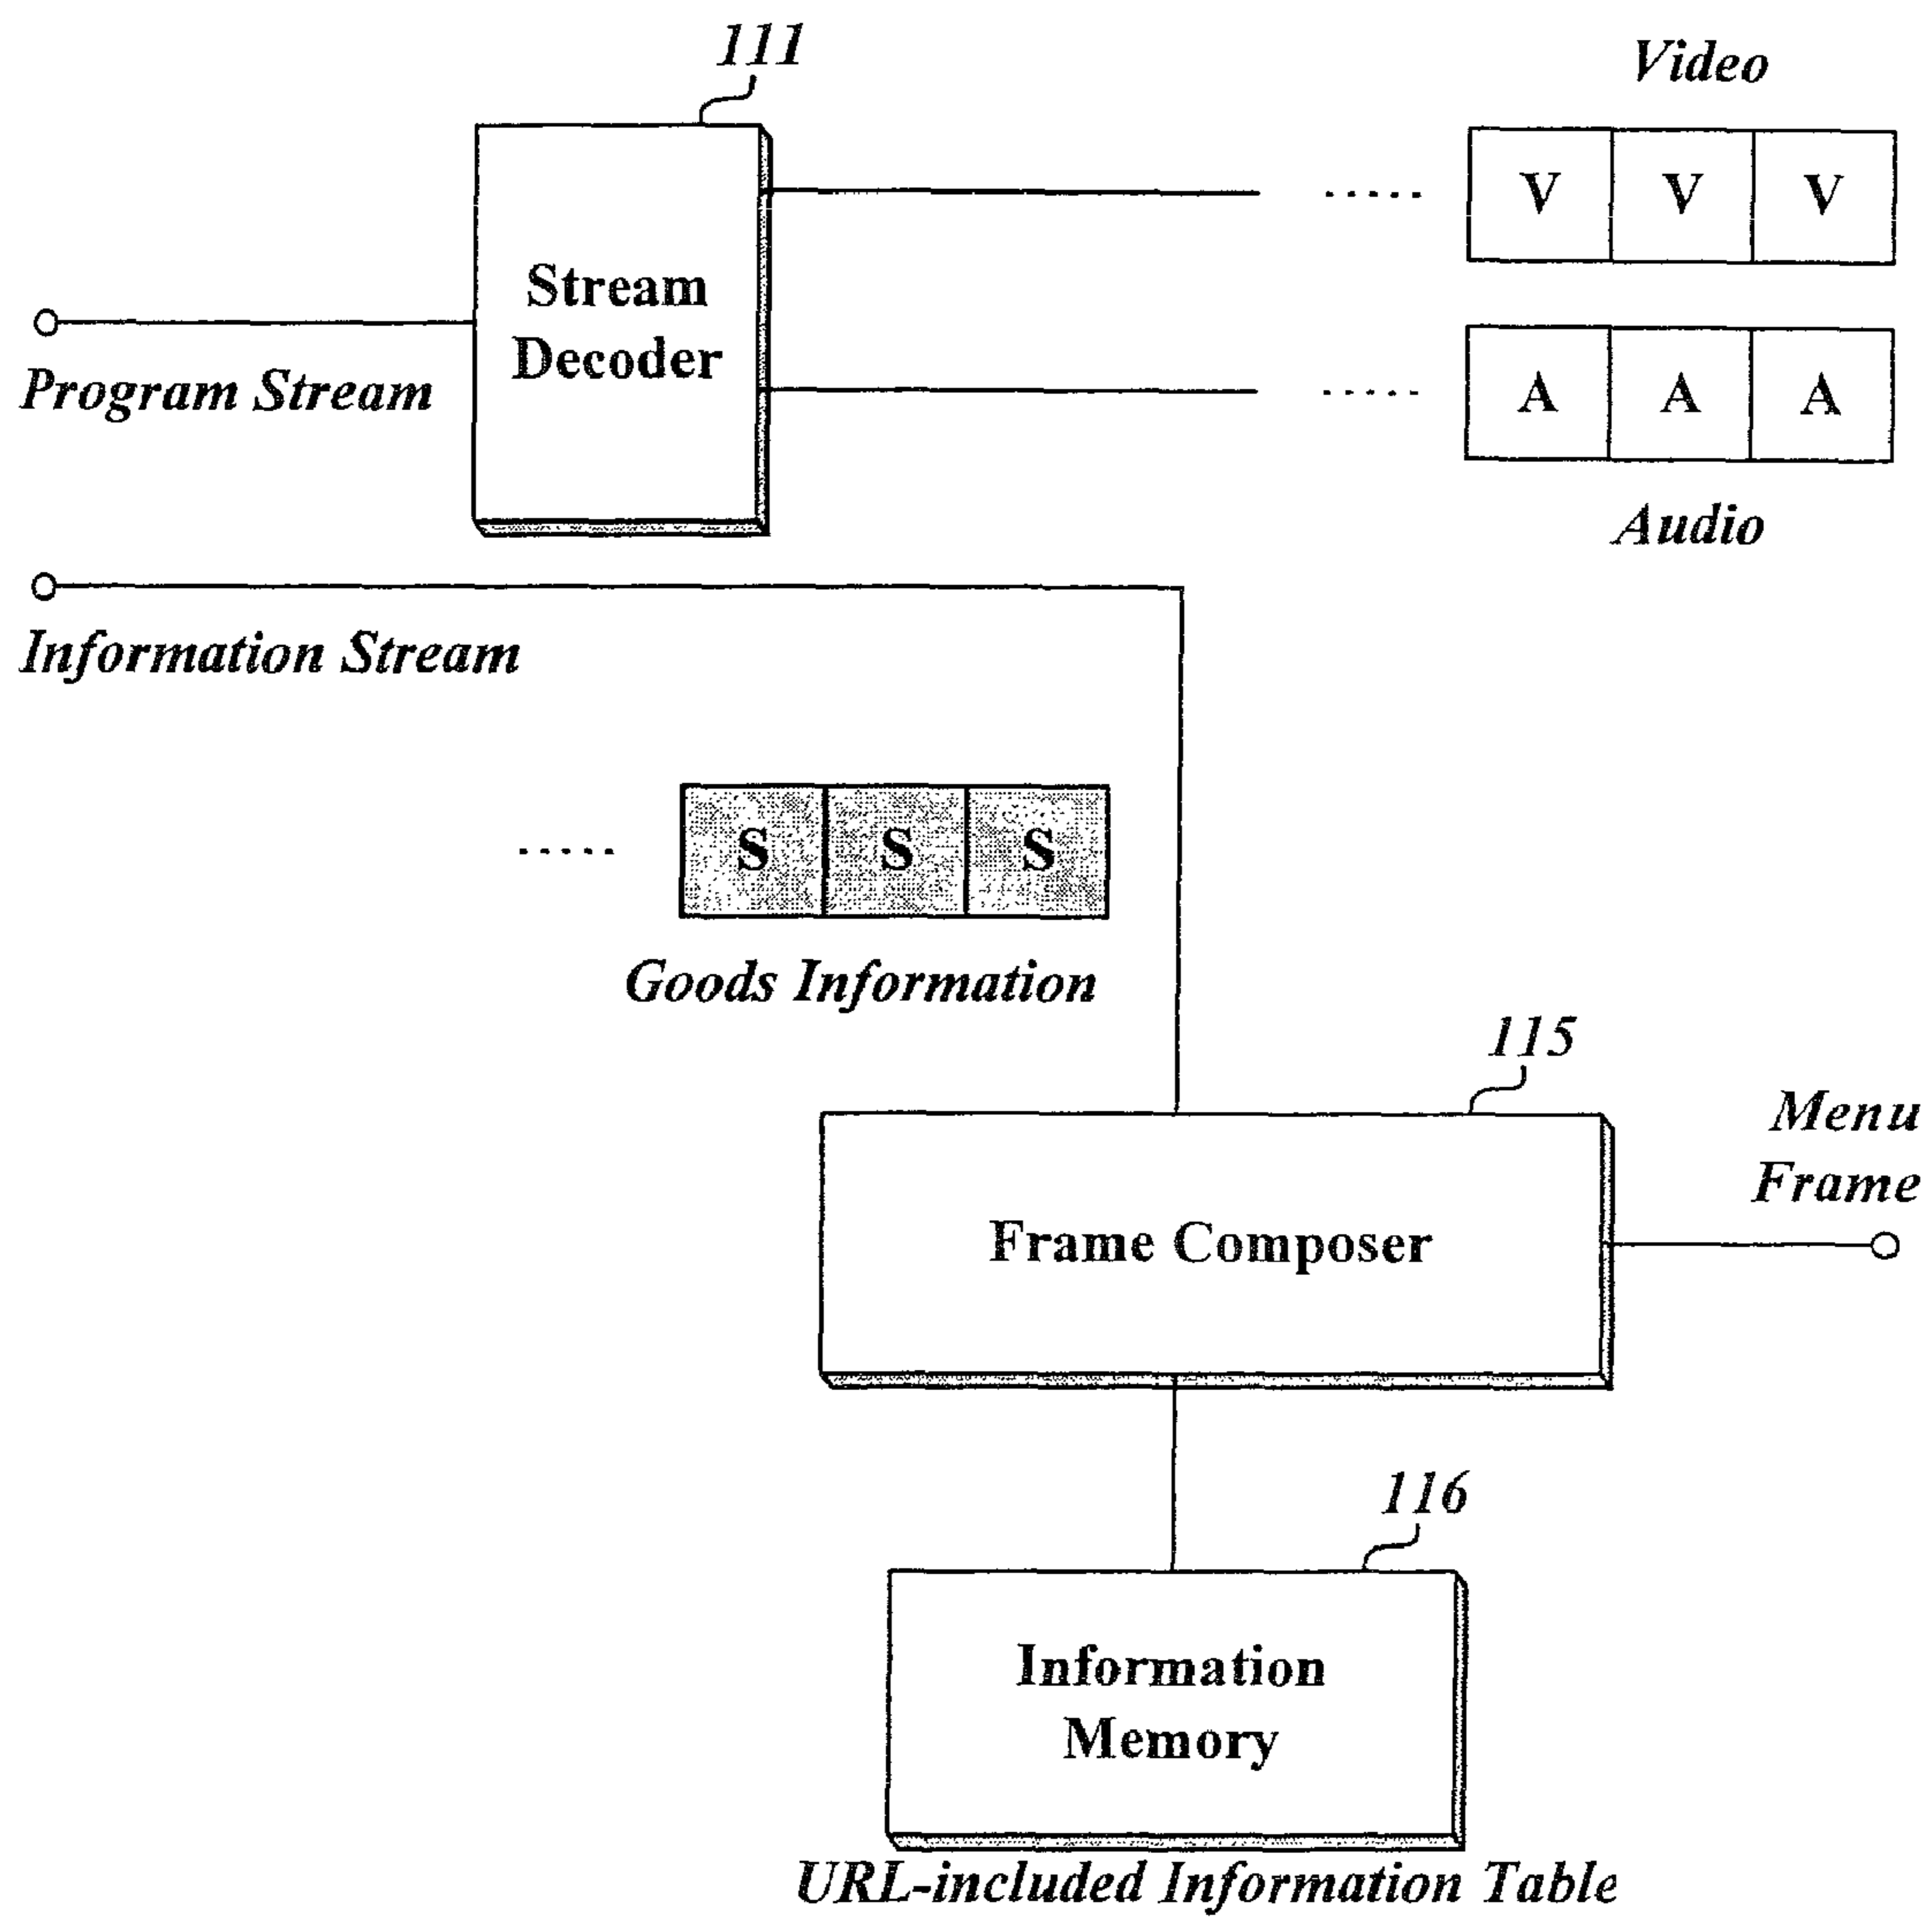 111
Video
V V V
Stream
Decoder
Program Stream
A A A
Audio
Information Stream
S S S
Goods Information
115
Menu
Frame
Frame Composer
116
Information
Memory
URL-included Information Table